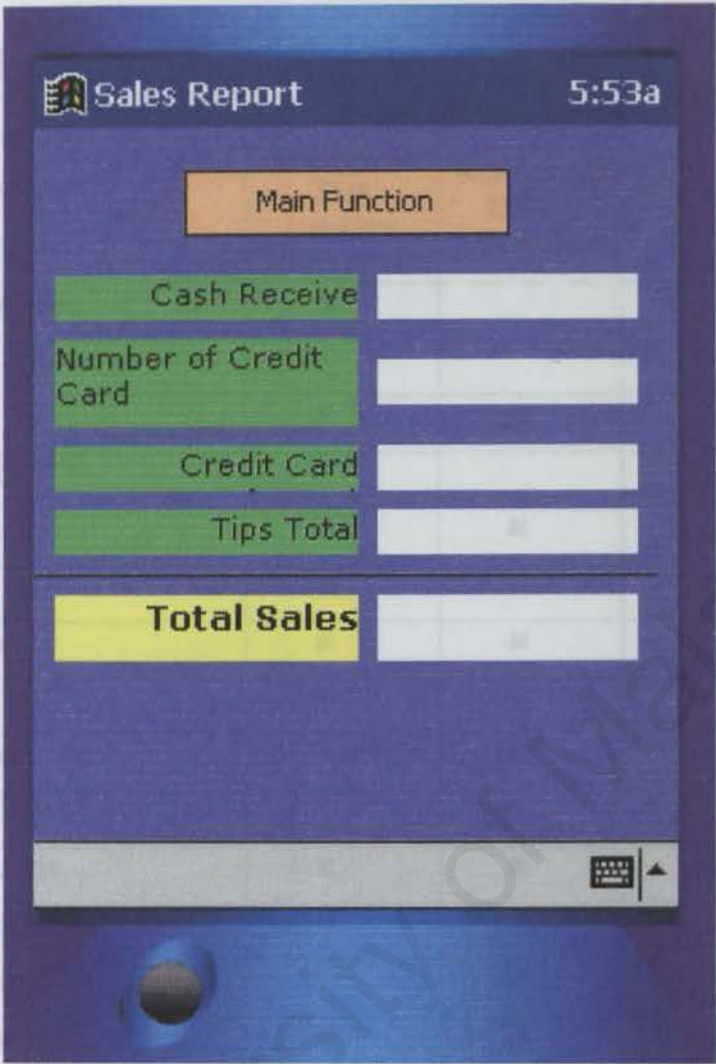 Sales Report 5:53a
Main Function
Cash Receive
Number of Credit
Card
Credit Card
Tips Total
Total Sales